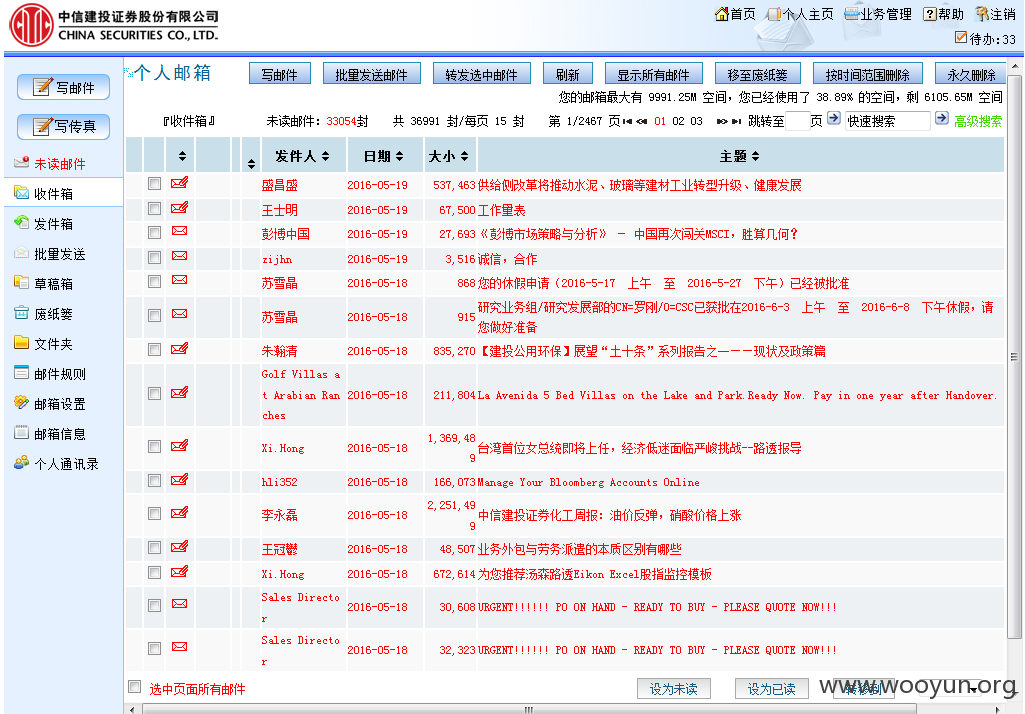 中信建投证券股份有限公司
CHINA SECURITIES CO., LTD.
首页 个人主页 业务管理 帮助 注销
待办: 33
个人邮箱 写邮件 批量发送邮件 转发选中邮件 刷新 显示所有邮件 移至废纸篓 按时间范围删除 永久删除
您的邮箱最大有 9991.25M 空间，您已经使用了 38.89% 的空间，剩 6105.65M 空间
『收件箱』 未读邮件: 33054封 共 36991 封/每页 15 封 第 1/2467 页 01 02 03 跳转至 页 快速搜索 高级搜索
写邮件
写传真
未读邮件
收件箱
发件箱
批量发送
草稿箱
废纸篓
文件夹
邮件规则
邮箱设置
邮箱信息
个人通讯录
发件人 日期 大小 主题
盛昌盛 2016-05-19 537,463 供给侧改革将推动水泥、玻璃等建材工业转型升级、健康发展
王士明 2016-05-19 67,500 工作量表
彭博中国 2016-05-19 27,693 《彭博市场策略与分析》 － 中国再次闯关MSCI，胜算几何？
zijhn 2016-05-19 3,516 诚信，合作
苏雪晶 2016-05-18 868 您的休假申请（2016-5-17 上午 至 2016-5-27 下午）已经被批准
苏雪晶 2016-05-18 915 研究业务组/研究发展部的CN=罗刚/O=CSC已获批在2016-6-3 上午 至 2016-6-8 下午休假，请
您做好准备
朱瀚清 2016-05-18 835,270 【建投公用环保】展望“土十条”系列报告之一——现状及政策篇
Golf Villas a
t Arabian Ran
ches 2016-05-18 211,804 La Avenida 5 Bed Villas on the Lake and Park.Ready Now. Pay in one year after Handover.
Xi.Hong 2016-05-18 1,369,48
9 台湾首位女总统即将上任，经济低迷面临严峻挑战--路透报导
hli352 2016-05-18 166,073 Manage Your Bloomberg Accounts Online
李永磊 2016-05-18 2,251,49
9 中信建投证券化工周报：油价反弹，硝酸价格上涨
王冠鬱 2016-05-18 48,507 业务外包与劳务派遣的本质区别有哪些
Xi.Hong 2016-05-18 672,614 为您推荐汤森路透Eikon Excel股指监控模板
Sales Directo
r 2016-05-18 30,608 URGENT!!!!!! PO ON HAND - READY TO BUY - PLEASE QUOTE NOW!!!
Sales Directo
r 2016-05-18 32,323 URGENT!!!!!! PO ON HAND - READY TO BUY - PLEASE QUOTE NOW!!!
选中页面所有邮件 设为未读 设为已读 转移到
www.wooyun.org